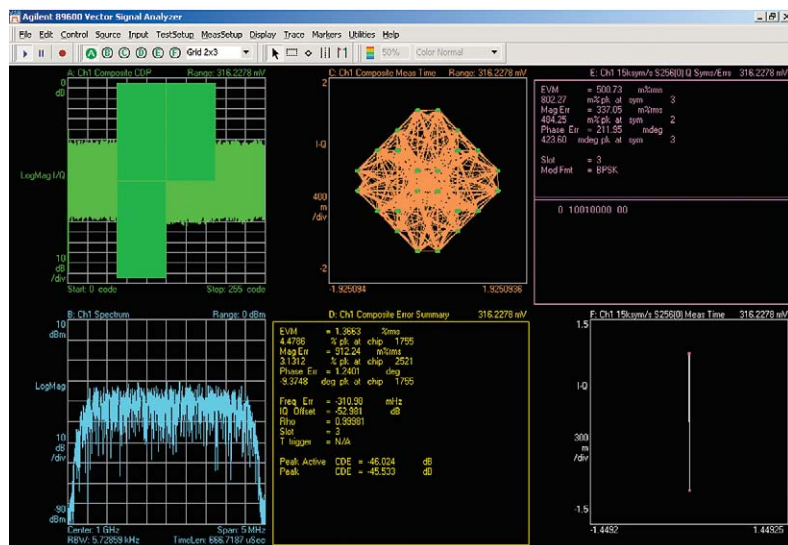 Agilent 89600 Vector Signal Analyzer
File Edit Control Source Input TestSetup MeasSetup Display Trace Markers Utilities Help
A B C D E F Grid 2x3 50% Color Normal
A: Ch1 Composite CDP Range: 316.2278 mV
0
dB
LogMag I/Q
10
dB
/div
Start: 0 code Stop: 255 code
C: Ch1 Composite Meas Time Range: 316.2278 mV
2
I-Q
400
m
/div
-2
-1.925094 1.9250936
E: Ch1 15ksym/s S256[0] Q Syms/Errs 316.2278 mV
EVM = 500.73 m%rms
802.27 m% pk at sym 3
Mag Err = 337.05 m%rms
404.25 m% pk at sym 2
Phase Err = 211.95 mdeg
423.60 mdeg pk at sym 3
Slot = 3
Mod Fmt = BPSK
0 10010000 00
B: Ch1 Spectrum Range: 0 dBm
10
dBm
LogMag
10
dB
/div
-90
dBm
Center: 1 GHz Span: 5 MHz
RBW: 5.72859 kHz TimeLen: 666.7187 uSec
D: Ch1 Composite Error Summary 316.2278 mV
EVM = 1.3663 %rms
4.4786 % pk at chip 1755
Mag Err = 912.24 m%rms
3.1312 % pk at chip 2521
Phase Err = 1.2401 deg
-9.3748 deg pk at chip 1755
Freq Err = -310.90 mHz
IQ Offset = -52.981 dB
Rho = 0.99981
Slot = 3
T trigger = N/A
Peak Active CDE = -46.024 dB
Peak CDE = -45.533 dB
F: Ch1 15ksym/s S256[0] Meas Time 316.2278 mV
1.5
I-Q
300
m
/div
-1.5
-1.4492 1.44925